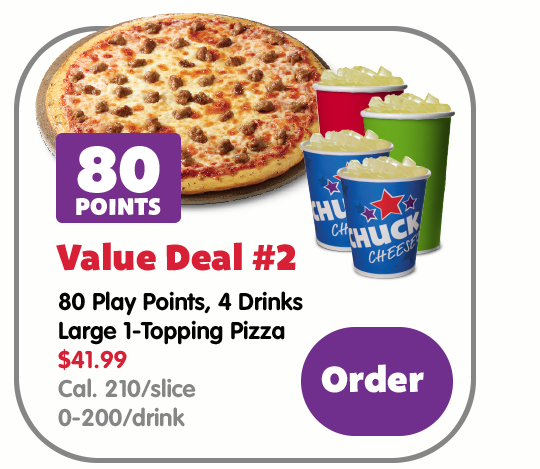 80
POINTS
CHU
CHUCK
CHEESE
Value Deal #2
80 Play Points, 4 Drinks
Large 1-Topping Pizza
$41.99
Cal. 210/slice
0-200/drink
Order